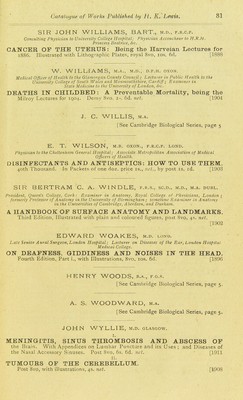 Catalogue of Works Published by H. K. Lewis. 31
SIR JOHN WILLIAMS, BART., M.D., F.R.C.P.
Consulting Physician to University College Hospital; Physician Accoucheur to H.R.H.
Princess Beatrice, &c.
CANCER OF THE UTERUS: Being the Harveian Lectures for
1886. Illustrated with Lithographic Plates, royal 8vo, 10s. 6d. [1888
W. WILLIAMS, M.A., M.D., D.P.H. OXON.
Medical Officer of Health to the Glamorgan County Council; Lecturer in Public Health in the
University College of South Wales and Monmouthshire, Cardiff; Examiner in
State Medicine to the University of London, &c.
DEATHS IN CHILDBED: A Preventable Mortality, being the
Milroy Lectures for 1904. Demy 8vo, 2s. 6d. net. [1904
J. C. WILLIS, M.A.
[See Cambridge Biological Series, page 5
E. T. WILSON, M.B. OXON., F.R.C.P. LOND.
Physician to the Cheltenham General Hospital; Associate Metropolitan Association of Medical
Officers of Health.
DISINFECTANTS AND ANTISEPTICS: HOW TO USE THEM.
40th Thousand. In Packets of one doz. price 1s., by post 1s. 1d. [1903
SIR BERTRAM C. A. WINDLE, F.R.S., SC.D., M.D., M.A. DUBL.
President, Queen's College, Cork; Examiner in Anatomy, Royal College of Physicians, London;
formerly Professor of Anatomy in the University of Birmingham; sometime Examiner in Anatomy
in the Universities of Cambridge, Aberdeen, and Durham.
A HANDBOOK OF SURFACE ANATOMY AND LANDMARKS.
Third Edition, Illustrated with plain and coloured figures, post 8vo, 4s. net.
[1902
EDWARD WOAKES, M.D. LOND.
Late Senior Aural Surgeon, London Hospital; Lecturer on Diseases of the Ear, London Hospital
Medical College.
ON DEAFNESS, GIDDINESS AND NOISES IN THE HEAD.
Fourth Edition, Part I., with Illustrations, 8vo, 10s. 6d. [1896
HENRY WOODS, B.A., F.G.S.
[See Cambridge Biological Series, page 5.
A. S. WOODWARD, M.A.
[See Cambridge Biological Series, page 5.
JOHN WYLLIE, M.D. GLASGOW.
I.
MENINGITIS, SINUS THROMBOSIS AND ABSCESS OF
the Brain. With Appendices on Lumbar Puncture and its Uses; and Diseases of
the Nasal Accessory Sinuses. Post 8vo, 6s. 6d. net. [1911
II.
TUMOURS OF THE CEREBELLUM.
Post 8vo, with Illustrations, 4s. net. [1908